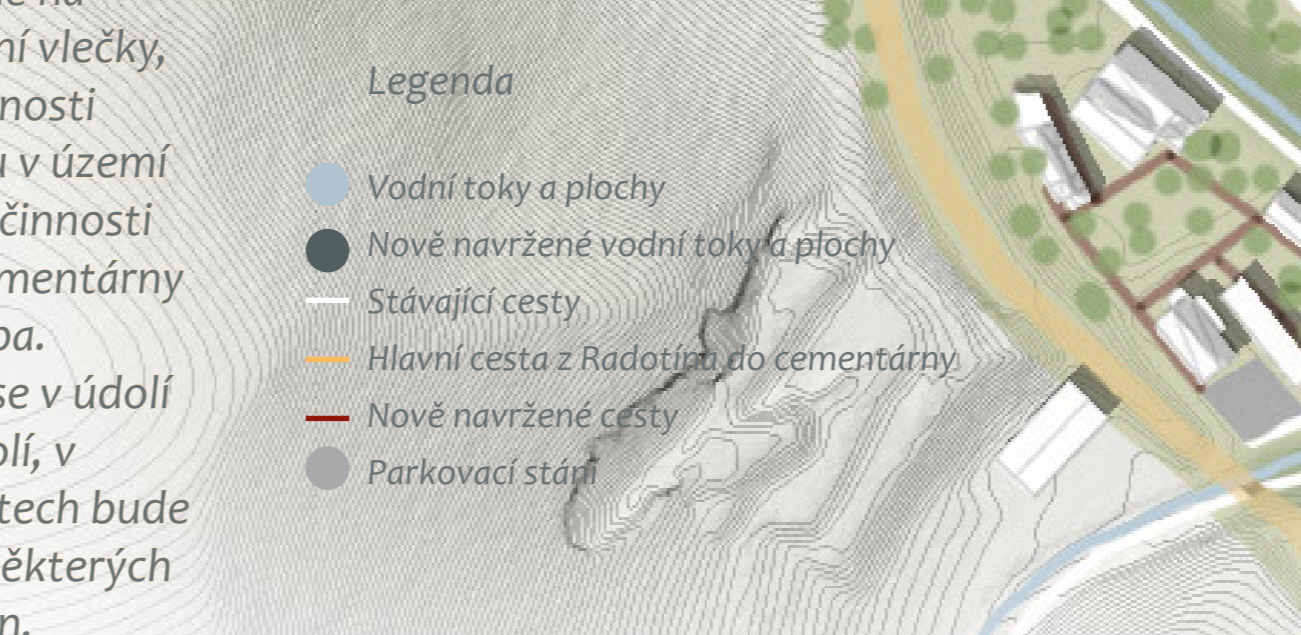 ní vlečky,
nosti
u v území
činnosti
mentárny
ba.
se v údolí
olí, v
tech bude
ěkterých
n.
Legenda
Vodní toky a plochy
Nově navržené vodní toky a plochy
Stávající cesty
Hlavní cesta z Radotína do cementárny
Nově navržené cesty
Parkovací stání